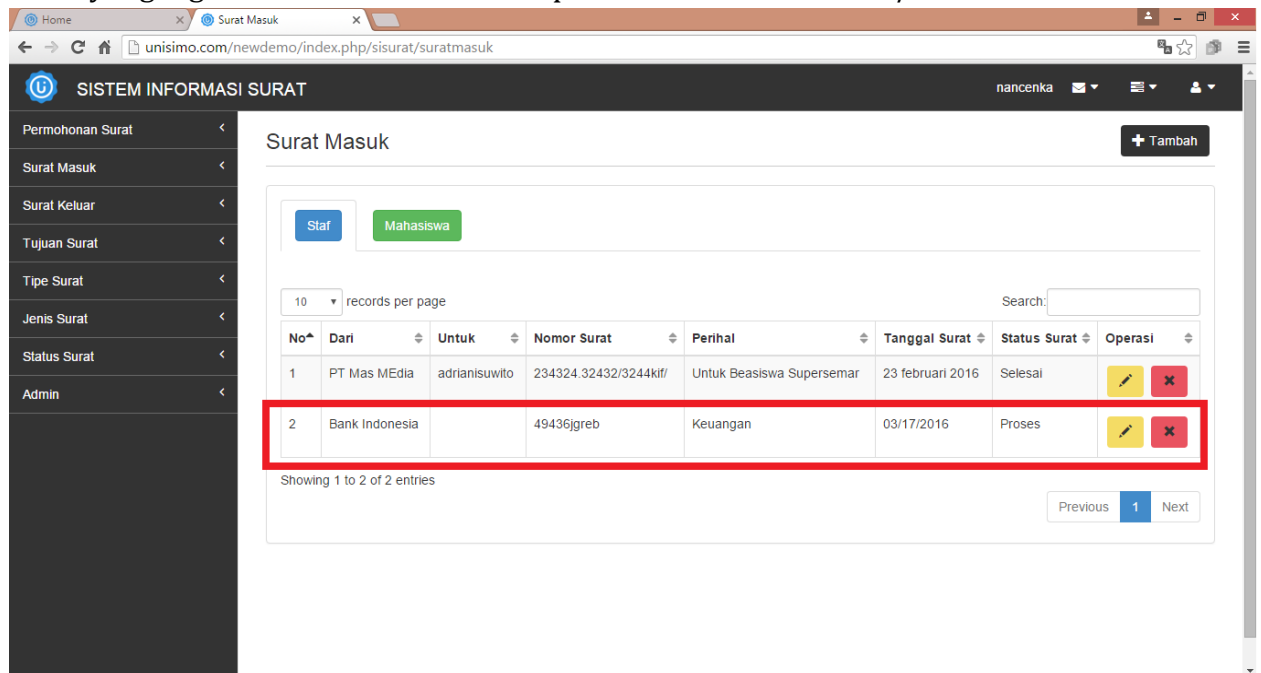 Home
Surat Masuk
unisimo.com/newdemo/index.php/sisurat/suratmasuk
SISTEM INFORMASI SURAT
nancenka
Permohonan Surat
Surat Masuk
Surat Keluar
Tujuan Surat
Tipe Surat
Jenis Surat
Status Surat
Admin
Surat Masuk
Tambah
Staf Mahasiswa
10 records per page Search:
No Dari Untuk Nomor Surat Perihal Tanggal Surat Status Surat Operasi
1 PT Mas MEdia adrianisuwito 234324.32432/3244kif/ Untuk Beasiswa Supersemar 23 februari 2016 Selesai
2 Bank Indonesia 49436jgreb Keuangan 03/17/2016 Proses
Showing 1 to 2 of 2 entries
Previous 1 Next